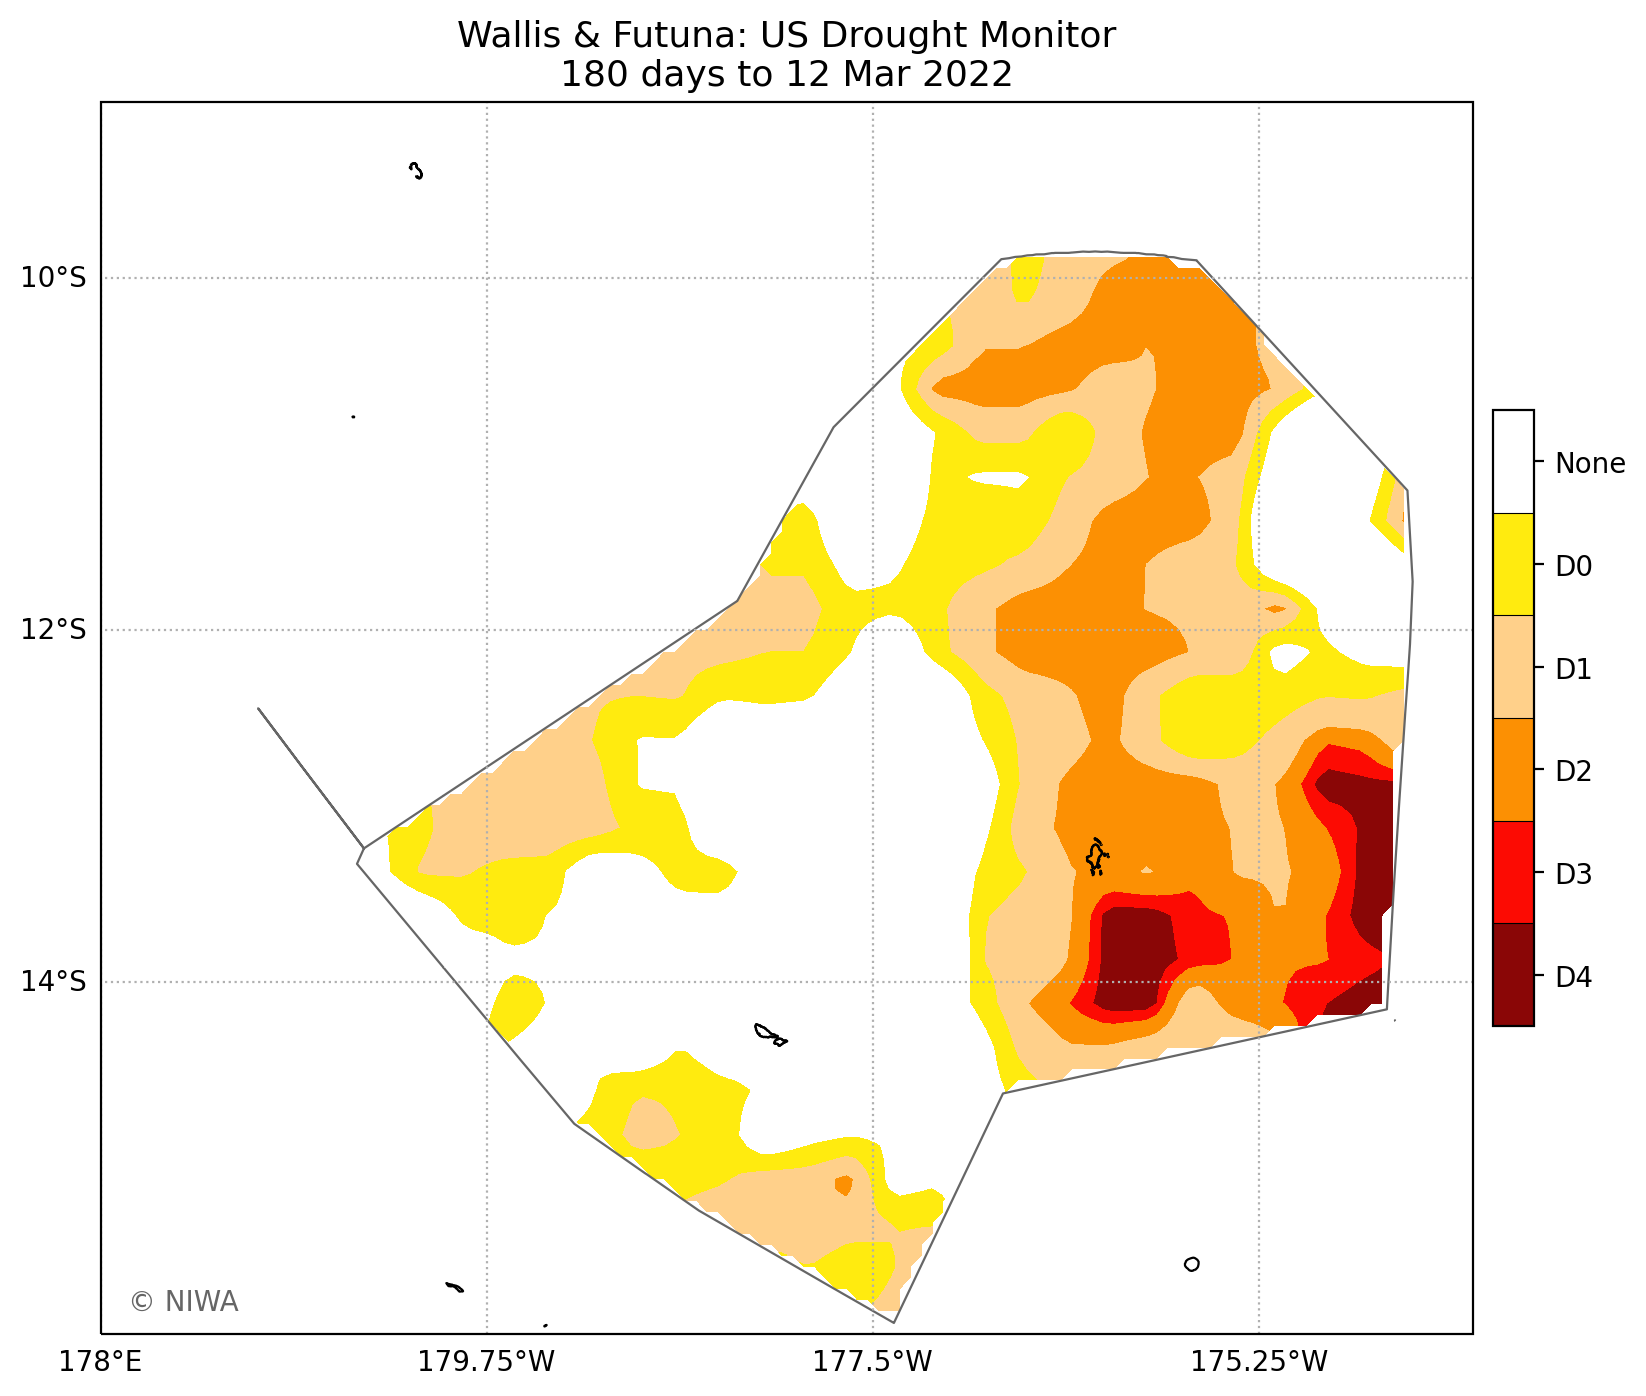 Wallis & Futuna: US Drought Monitor
180 days to 12 Mar 2022
10°S
12°S
14°S
178°E
179.75°W
177.5°W
175.25°W
None
D0
D1
D2
D3
D4
© NIWA